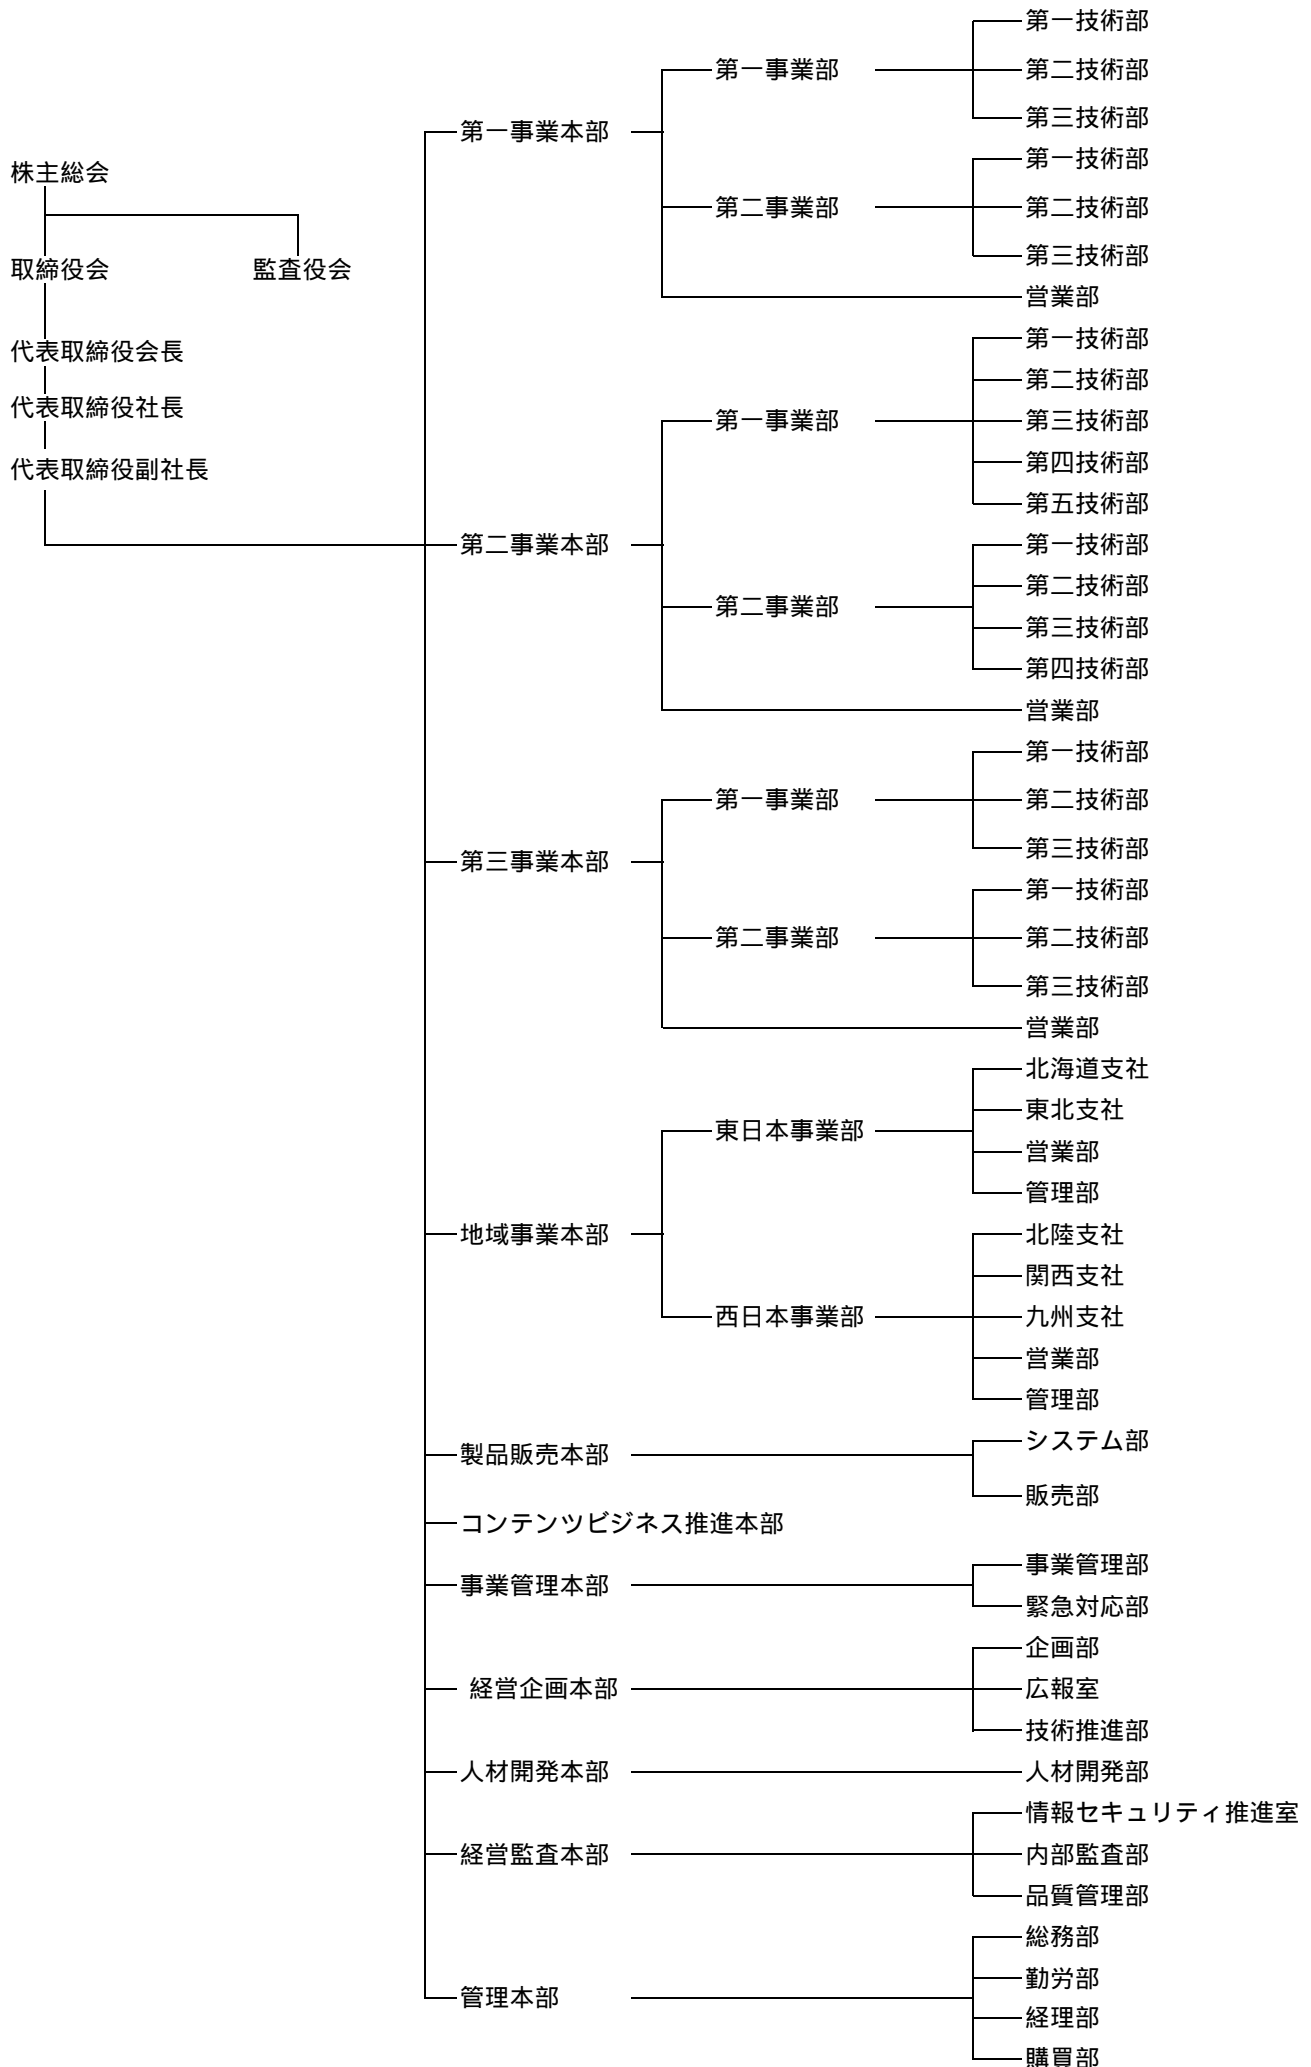 株主総会
取締役会
監査役会
代表取締役会長
代表取締役社長
代表取締役副社長
第一事業本部
第一事業部
第一技術部
第二技術部
第三技術部
第二事業部
第一技術部
第二技術部
第三技術部
営業部
第二事業本部
第一事業部
第一技術部
第二技術部
第三技術部
第四技術部
第五技術部
第二事業部
第一技術部
第二技術部
第三技術部
第四技術部
営業部
第三事業本部
第一事業部
第一技術部
第二技術部
第三技術部
第二事業部
第一技術部
第二技術部
第三技術部
営業部
地域事業本部
東日本事業部
北海道支社
東北支社
営業部
管理部
西日本事業部
北陸支社
関西支社
九州支社
営業部
管理部
製品販売本部
システム部
販売部
コンテンツビジネス推進本部
事業管理本部
事業管理部
緊急対応部
経営企画本部
企画部
広報室
技術推進部
人材開発本部
人材開発部
経営監査本部
情報セキュリティ推進室
内部監査部
品質管理部
管理本部
総務部
勤労部
経理部
購買部